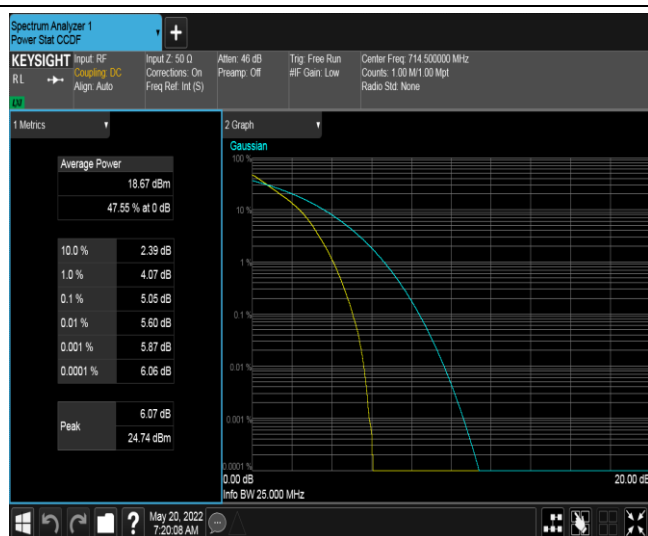 Spectrum Analyzer 1
Power Stat CCDF
+
KEYSIGHT
RL
LXI
Input: RF
Coupling: DC
Align: Auto
Input Z: 50 Ω
Corrections: On
Freq Ref: Int (S)
Atten: 46 dB
Preamp: Off
Trig: Free Run
#IF Gain: Low
Center Freq: 714.500000 MHz
Counts: 1.00 M/1.00 Mpt
Radio Std: None
1 Metrics
Average Power
18.67 dBm
47.55 % at 0 dB
10.0 % 2.39 dB
1.0 % 4.07 dB
0.1 % 5.05 dB
0.01 % 5.60 dB
0.001 % 5.87 dB
0.0001 % 6.06 dB
Peak
6.07 dB
24.74 dBm
2 Graph
Gaussian
100 %
10 %
1 %
0.1 %
0.01 %
0.001 %
0.0001 %
0.00 dB 20.00 dB
Info BW 25.000 MHz
?
May 20, 2022
7:20:08 AM